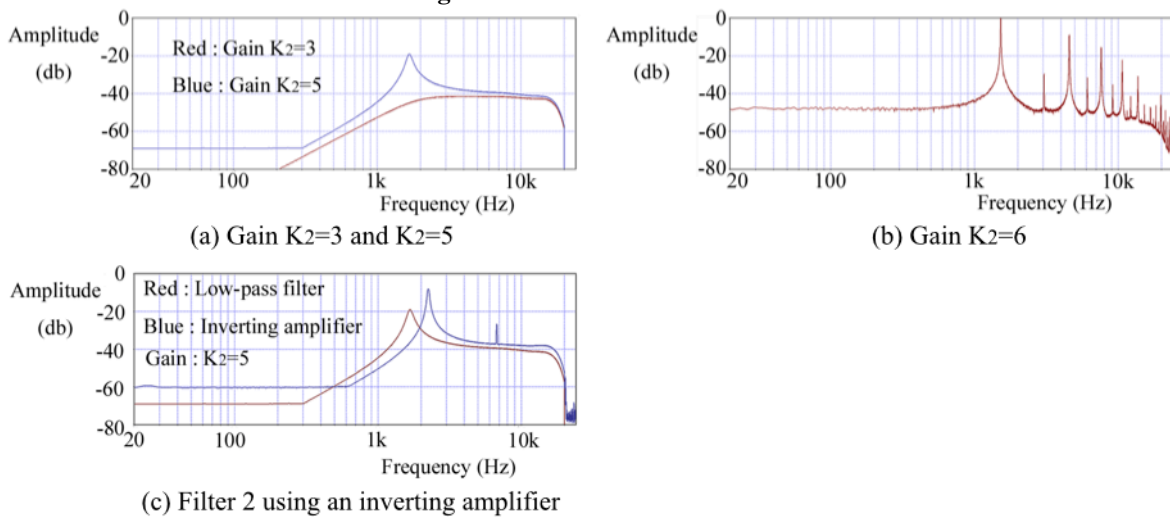 Amplitude
(db)
0
-20
-40
-60
-80
Red : Gain K2=3
Blue : Gain K2=5
20
100
1k
10k
Frequency (Hz)
(a) Gain K2=3 and K2=5
Amplitude
(db)
0
-20
-40
-60
-80
20
100
1k
10k
Frequency (Hz)
(b) Gain K2=6
Amplitude
(db)
0
-20
-40
-60
-80
Red : Low-pass filter
Blue : Inverting amplifier
Gain : K2=5
20
100
1k
10k
Frequency (Hz)
(c) Filter 2 using an inverting amplifier